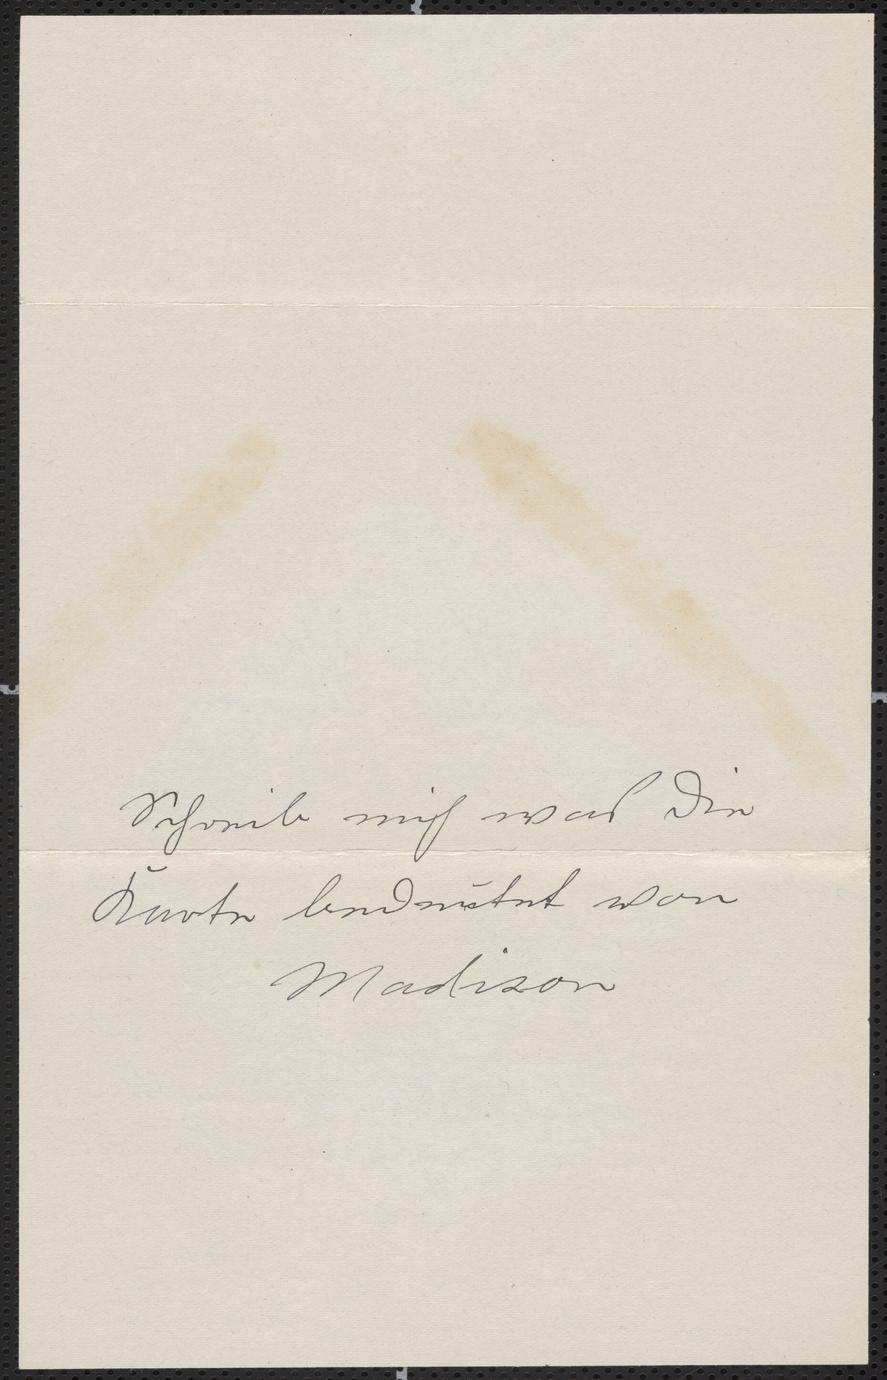 Schreib mich was die
Karte bedeutet von
Madison